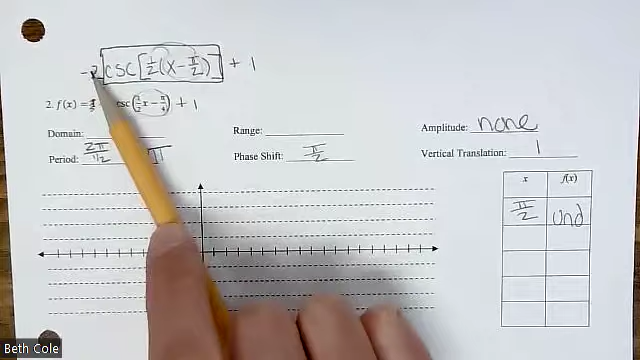 -2 csc[1/2(x-π/2)] + 1
2. f(x) = csc(1/2x - π/4) + 1
Domain:
Range:
Amplitude: none
Period: 2π/1/2 π
Phase Shift: π/2
Vertical Translation: 1
x f(x)
π/2 und
Beth Cole